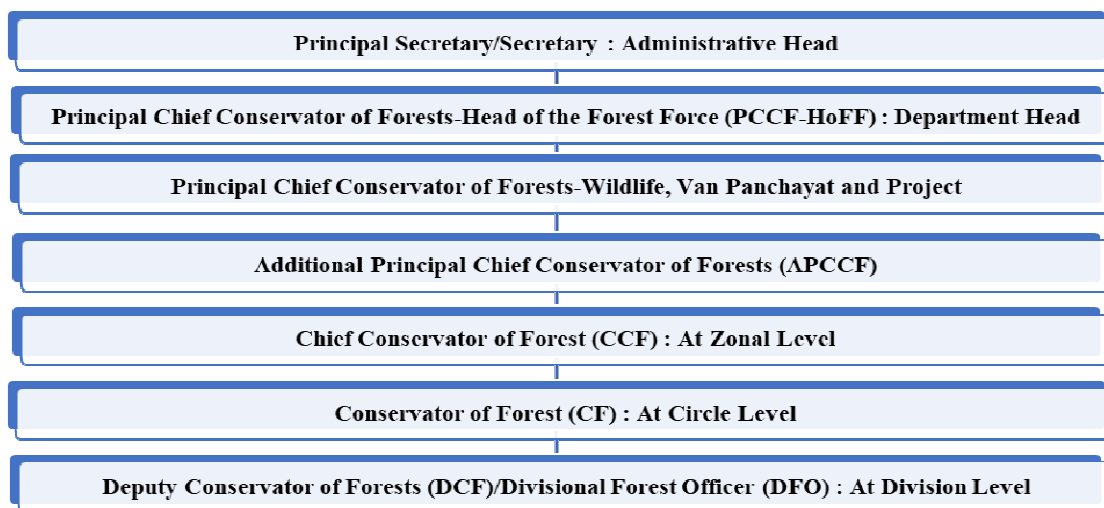 Principal Secretary/Secretary : Administrative Head
Principal Chief Conservator of Forests-Head of the Forest Force (PCCF-HoFF) : Department Head
Principal Chief Conservator of Forests-Wildlife, Van Panchayat and Project
Additional Principal Chief Conservator of Forests (APCCF)
Chief Conservator of Forest (CCF) : At Zonal Level
Conservator of Forest (CF) : At Circle Level
Deputy Conservator of Forests (DCF)/Divisional Forest Officer (DFO) : At Division Level